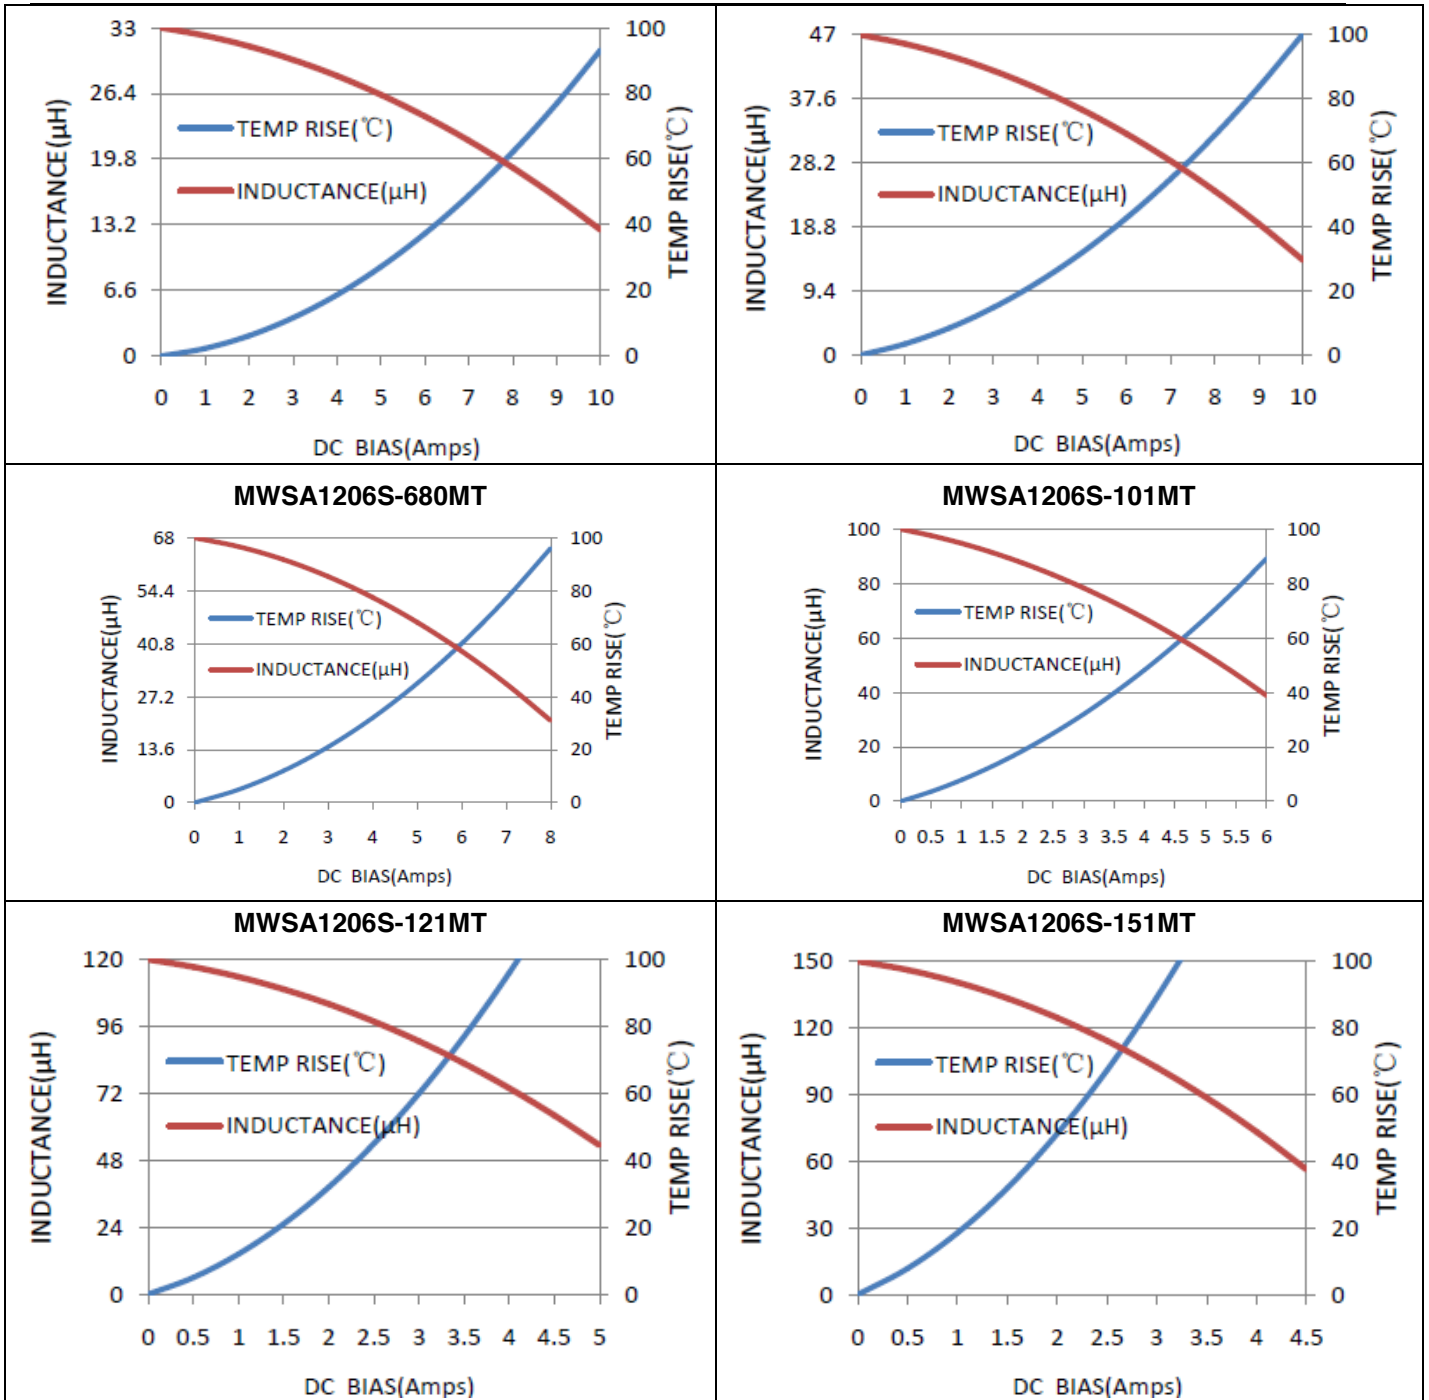 33
26.4
19.8
13.2
6.6
0
INDUCTANCE(μH)
TEMP RISE(℃)
INDUCTANCE(μH)
100
80
60
40
20
0
TEMP RISE(℃)
0 1 2 3 4 5 6 7 8 9 10
DC BIAS(Amps)
47
37.6
28.2
18.8
9.4
0
INDUCTANCE(μH)
TEMP RISE(℃)
INDUCTANCE(μH)
100
80
60
40
20
0
TEMP RISE(℃)
0 1 2 3 4 5 6 7 8 9 10
DC BIAS(Amps)
MWSA1206S-680MT
68
54.4
40.8
27.2
13.6
0
INDUCTANCE(μH)
TEMP RISE(℃)
INDUCTANCE(μH)
100
80
60
40
20
0
TEMP RISE(℃)
0 1 2 3 4 5 6 7 8
DC BIAS(Amps)
MWSA1206S-101MT
100
80
60
40
20
0
INDUCTANCE(μH)
TEMP RISE(℃)
INDUCTANCE(μH)
100
80
60
40
20
0
TEMP RISE(℃)
0 0.5 1 1.5 2 2.5 3 3.5 4 4.5 5 5.5 6
DC BIAS(Amps)
MWSA1206S-121MT
120
96
72
48
24
0
INDUCTANCE(μH)
TEMP RISE(℃)
INDUCTANCE(μH)
100
80
60
40
20
0
TEMP RISE(℃)
0 0.5 1 1.5 2 2.5 3 3.5 4 4.5 5
DC BIAS(Amps)
MWSA1206S-151MT
150
120
90
60
30
0
INDUCTANCE(μH)
TEMP RISE(℃)
INDUCTANCE(μH)
100
80
60
40
20
0
TEMP RISE(℃)
0 0.5 1 1.5 2 2.5 3 3.5 4 4.5
DC BIAS(Amps)